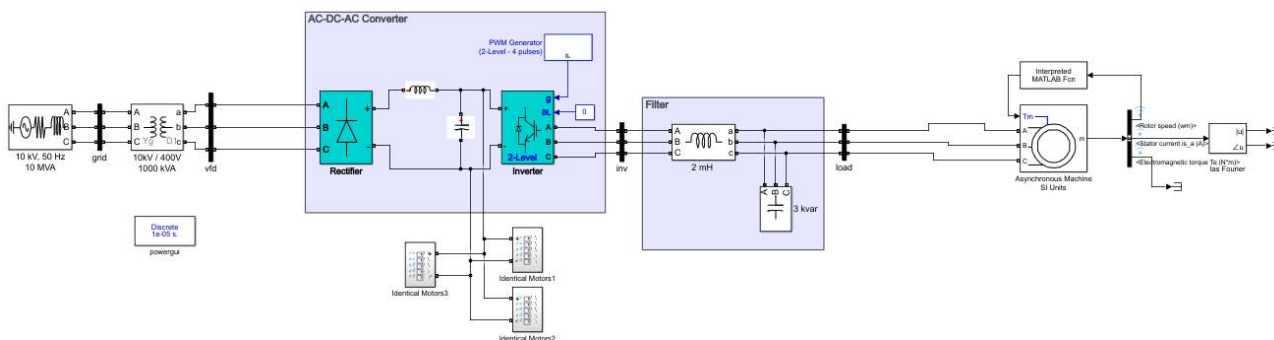 AC-DC-AC Converter
PWM Generator
(2-Level - 4 pulses)
P
Interpreted
MATLAB Fcn
g
BL
0
Filter
Tm
A
B
C
A
B
C
a
b
c
A
B
C
+
-
+
-
A
B
C
A
B
C
a
b
c
A
B
C
m
<Rotor speed (wm)>
<Stator current is_a (A)>
<Electromagnetic torque Te (N*m)>
|u|
∠u
Yg
D1
2-Level
10 kV, 50 Hz
10 MVA
grid
10kV / 400V
1000 kVA
vfd
Rectifier
Inverter
inv
2 mH
load
Asynchronous Machine
SI Units
Ias Fourier
A B C
3 kvar
Discrete
1e-05 s.
powergui
Identical Motors3
Identical Motors1
Identical Motors2